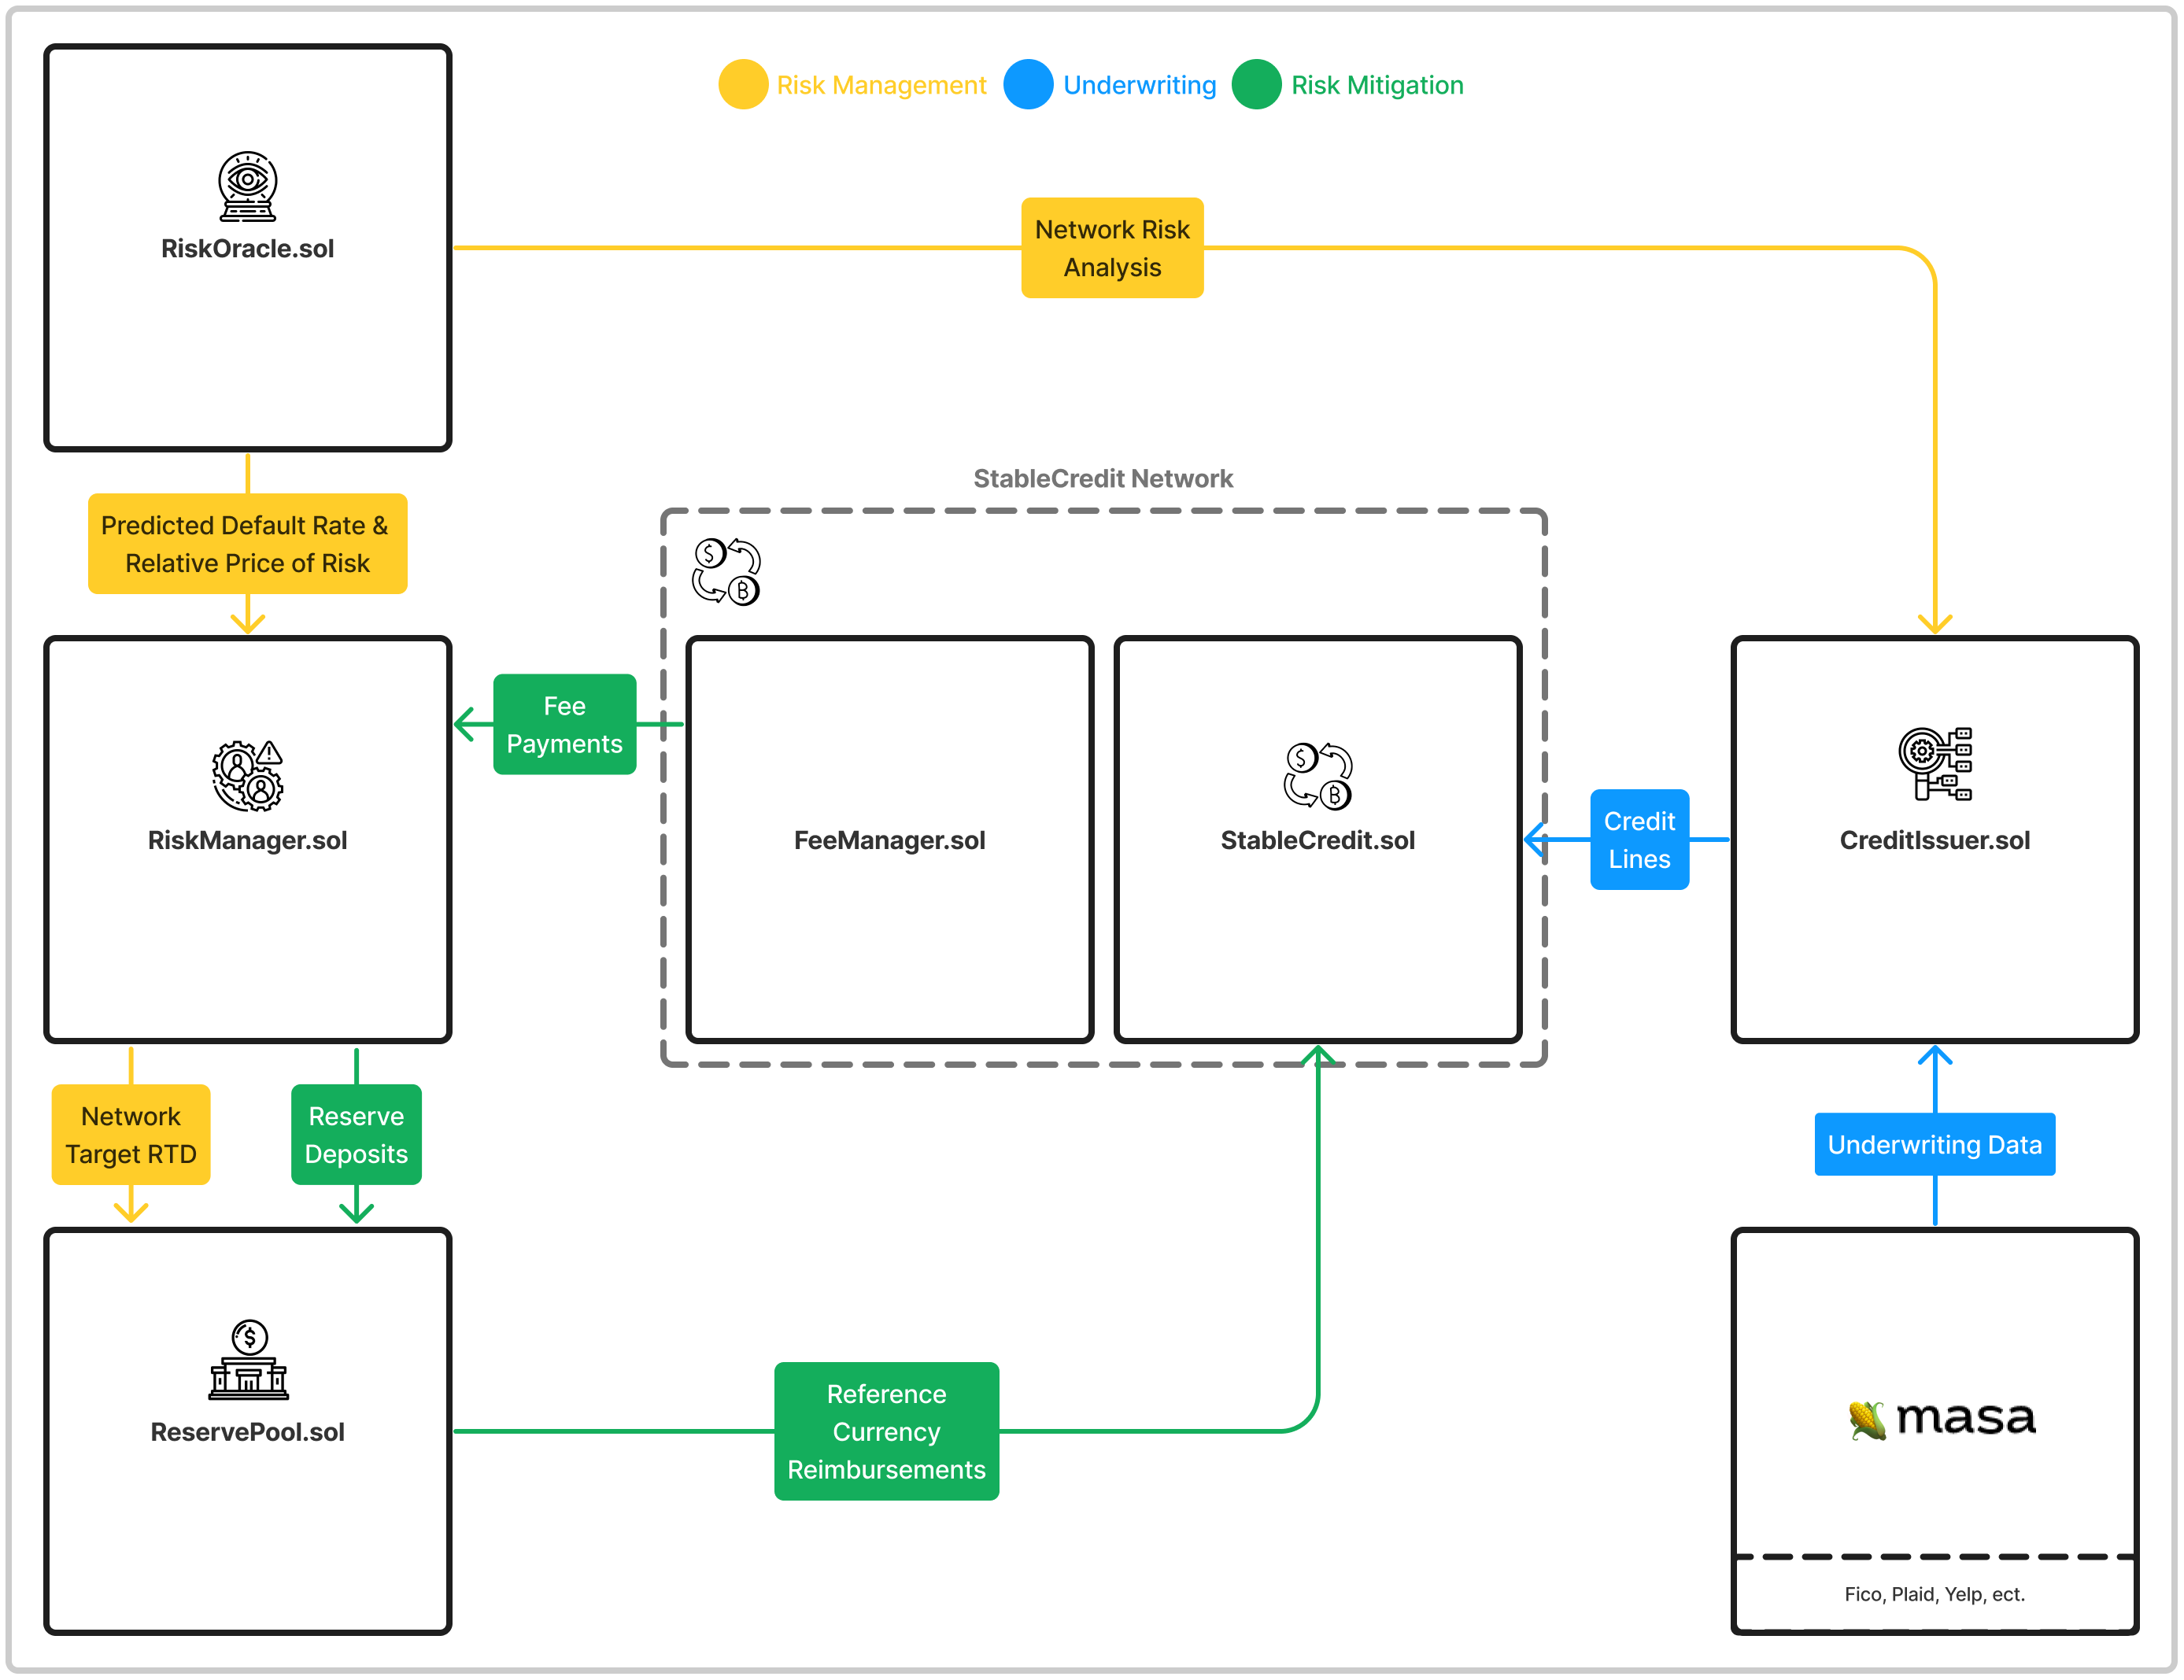 Risk Management
Underwriting
Risk Mitigation
RiskOracle.sol
Network Risk
Analysis
Predicted Default Rate &
Relative Price of Risk
StableCredit Network
Fee
Payments
RiskManager.sol
FeeManager.sol
StableCredit.sol
Credit
Lines
CreditIssuer.sol
Network
Target RTD
Reserve
Deposits
Underwriting Data
ReservePool.sol
Reference
Currency
Reimbursements
masa
Fico, Plaid, Yelp, ect.